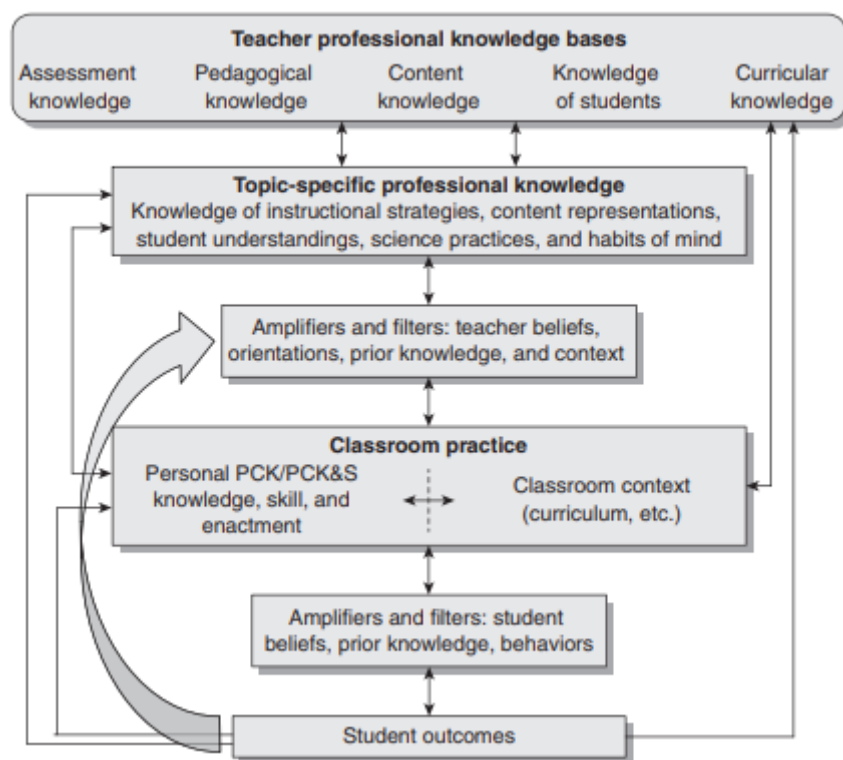 Teacher professional knowledge bases
Assessment knowledge
Pedagogical knowledge
Content knowledge
Knowledge of students
Curricular knowledge
Topic-specific professional knowledge
Knowledge of instructional strategies, content representations,
student understandings, science practices, and habits of mind
Amplifiers and filters: teacher beliefs,
orientations, prior knowledge, and context
Classroom practice
Personal PCK/PCK&S
knowledge, skill, and
enactment
Classroom context
(curriculum, etc.)
Amplifiers and filters: student
beliefs, prior knowledge, behaviors
Student outcomes